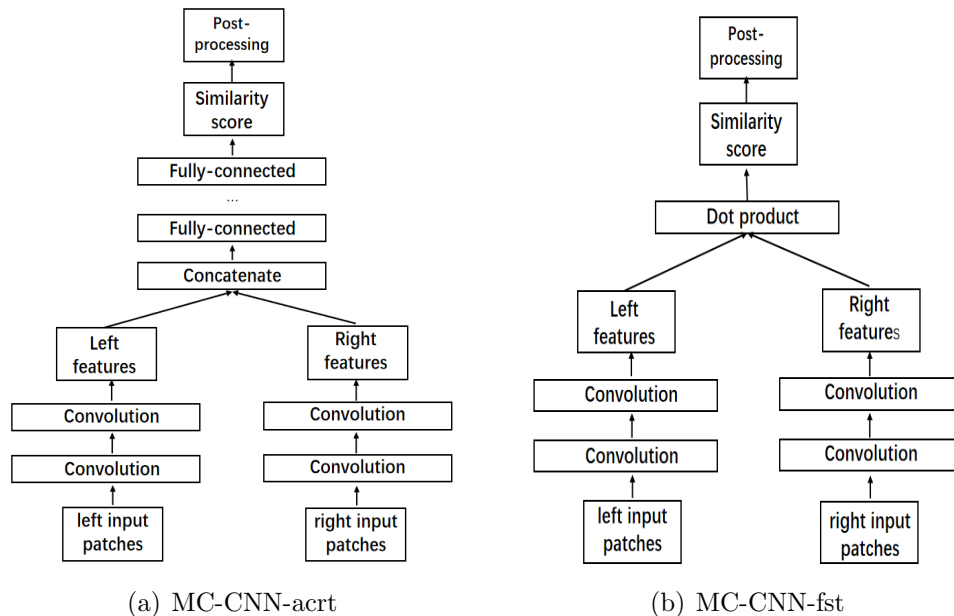 Post-
processing
Similarity
score
Fully-connected
...
Fully-connected
Concatenate
Left
features
Right
features
Convolution
Convolution
Convolution
Convolution
left input
patches
right input
patches
(a) MC-CNN-acrt
Post-
processing
Similarity
score
Dot product
Left
features
Right
features
Convolution
Convolution
Convolution
Convolution
left input
patches
right input
patches
(b) MC-CNN-fst